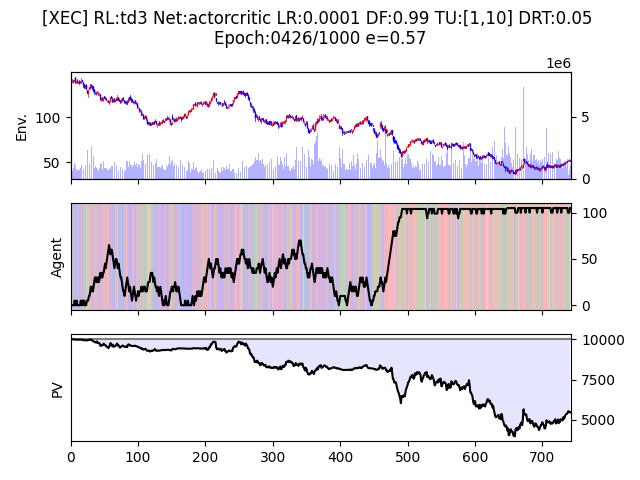 [XEC] RL:td3 Net:actorcritic LR:0.0001 DF:0.99 TU:[1,10] DRT:0.05
Epoch:0426/1000 e=0.57
1e6
Env.
100
50
5
0
Agent
100
50
0
PV
10000
7500
5000
0 100 200 300 400 500 600 700